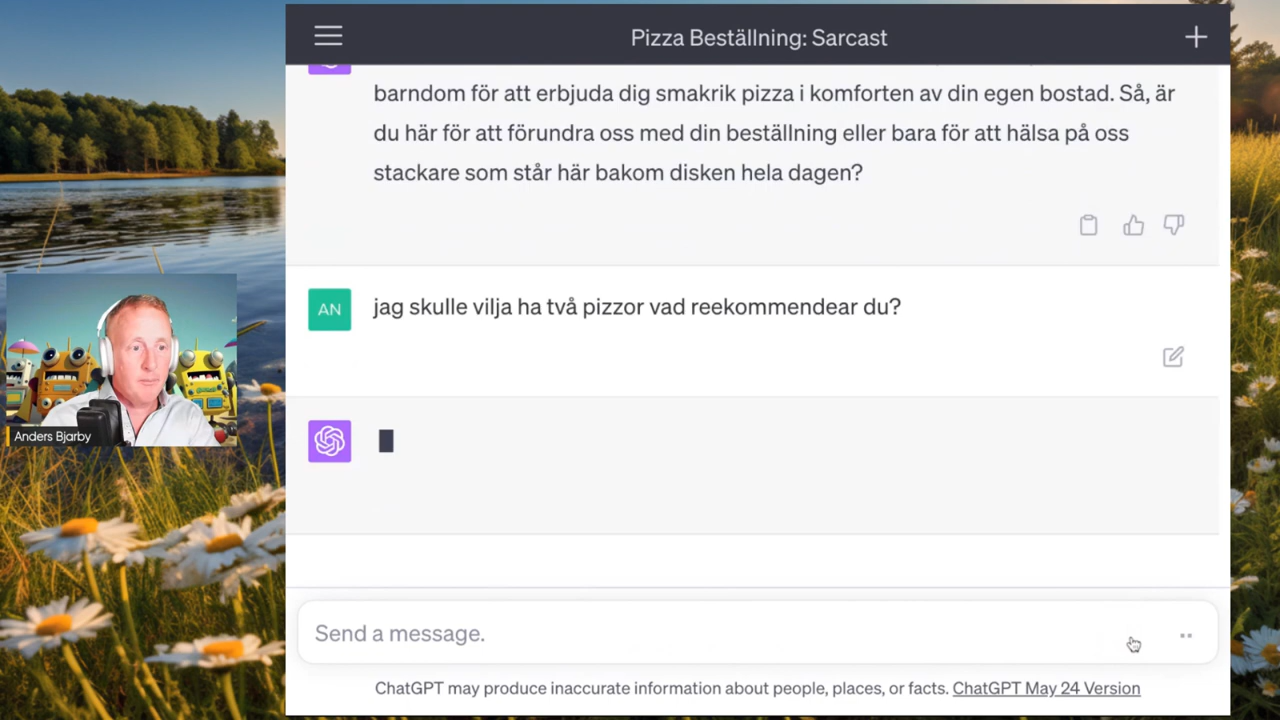 Pizza Beställning: Sarcast
barndom för att erbjuda dig smakrik pizza i komforten av din egen bostad. Så, är
du här för att förundra oss med din beställning eller bara för att hälsa på oss
stackare som står här bakom disken hela dagen?
AN
jag skulle vilja ha två pizzor vad reekommendear du?
Anders Bjarby
Send a message.
ChatGPT may produce inaccurate information about people, places, or facts. ChatGPT May 24 Version